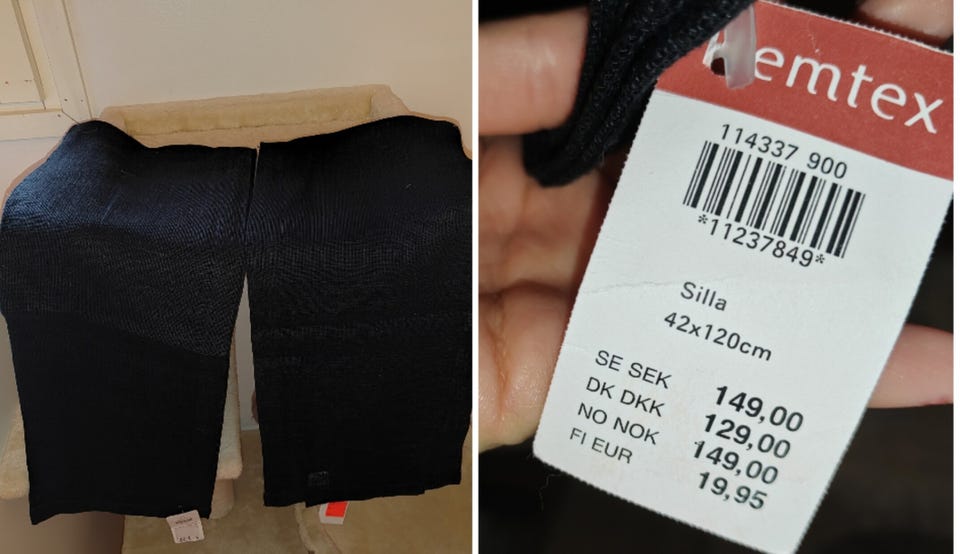 emtex
114337 900
*11237849*
Silla
42x120cm
SE SEK 149,00
DK DKK 129,00
NO NOK 149,00
FI EUR 19,95